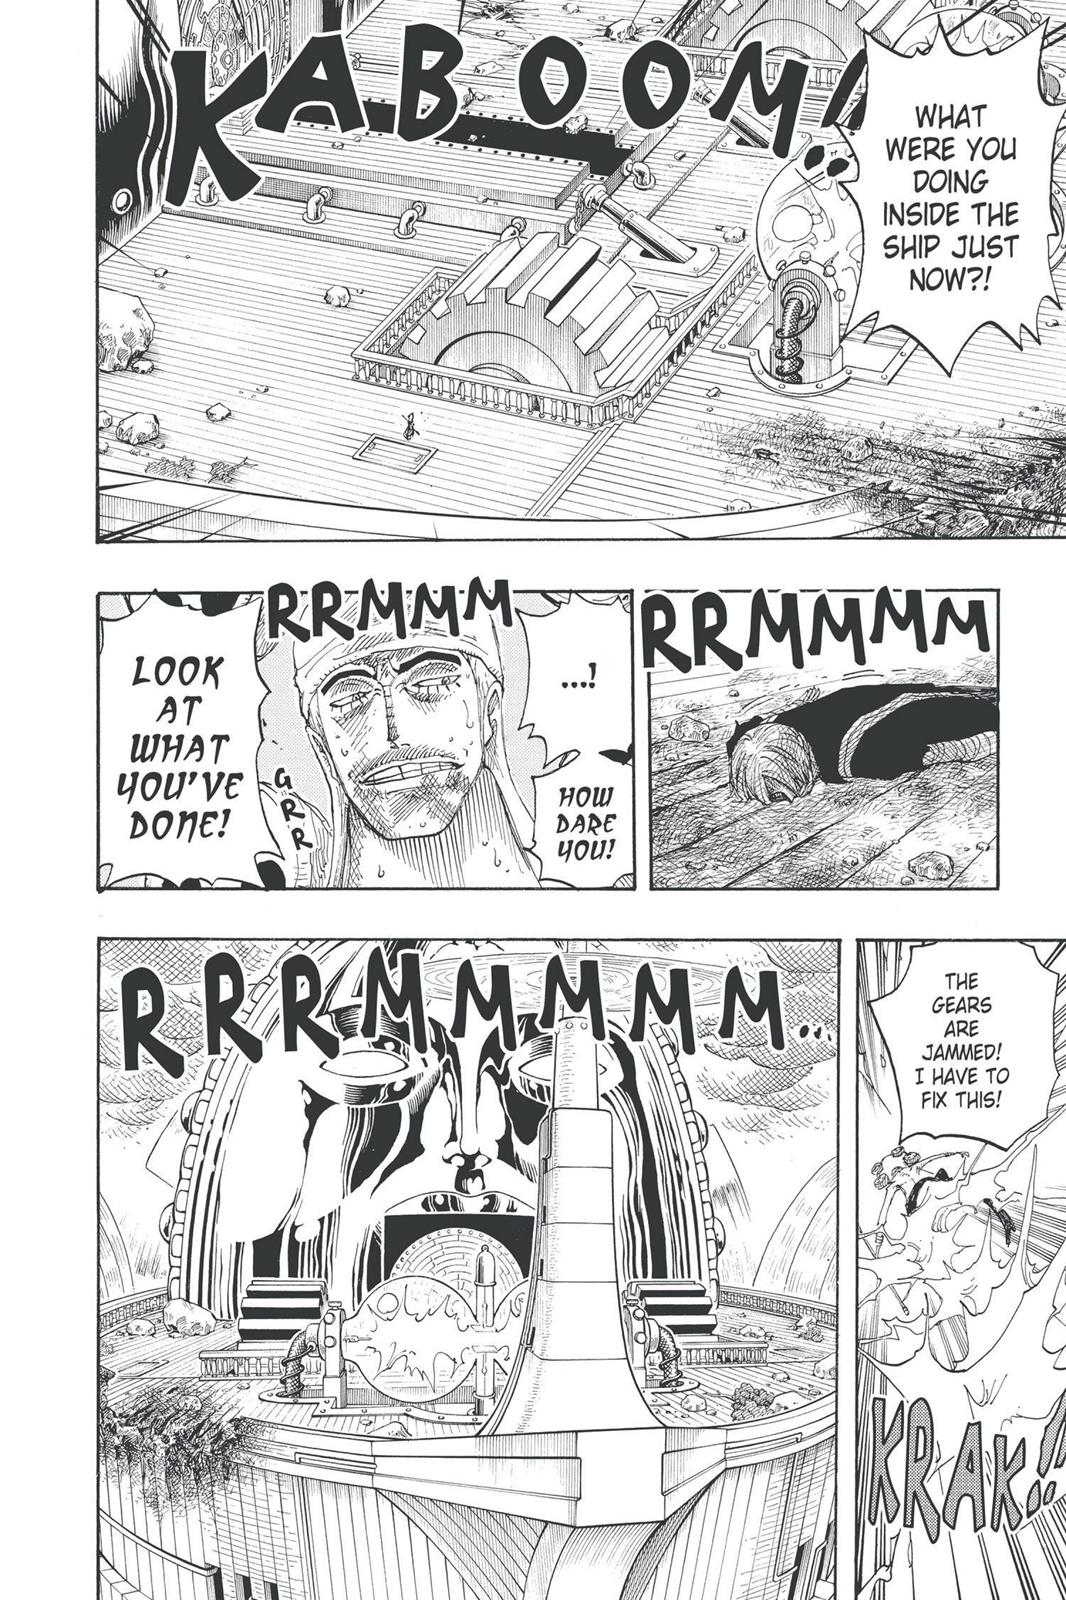 KABOOM!
WHAT
WERE YOU
DOING
INSIDE THE
SHIP JUST
NOW?!
RRMMMM
RRMMM
...!
HOW
DARE
YOU!
GRR
LOOK
AT
WHAT
YOU'VE
DONE!
THE
GEARS
ARE
JAMMED!
I HAVE TO
FIX THIS!
KRAK!!
RRRMMMMM...